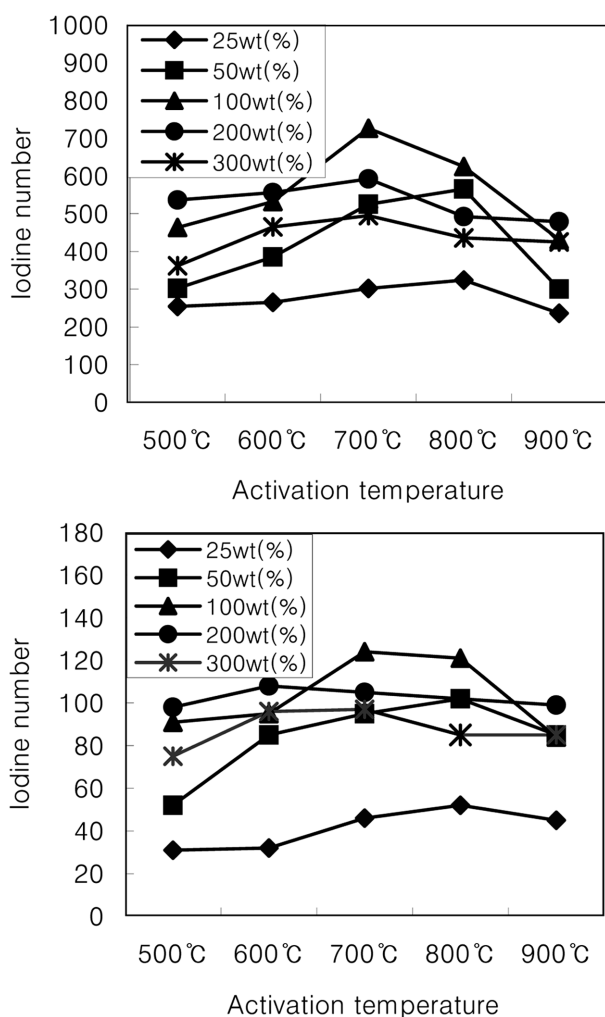 1000
900
800
700
600
500
400
300
200
100
0
Iodine number
25wt(%)
50wt(%)
100wt(%)
200wt(%)
300wt(%)
500℃ 600℃ 700℃ 800℃ 900℃
Activation temperature
180
160
140
120
100
80
60
40
20
0
Iodine number
25wt(%)
50wt(%)
100wt(%)
200wt(%)
300wt(%)
500℃ 600℃ 700℃ 800℃ 900℃
Activation temperature